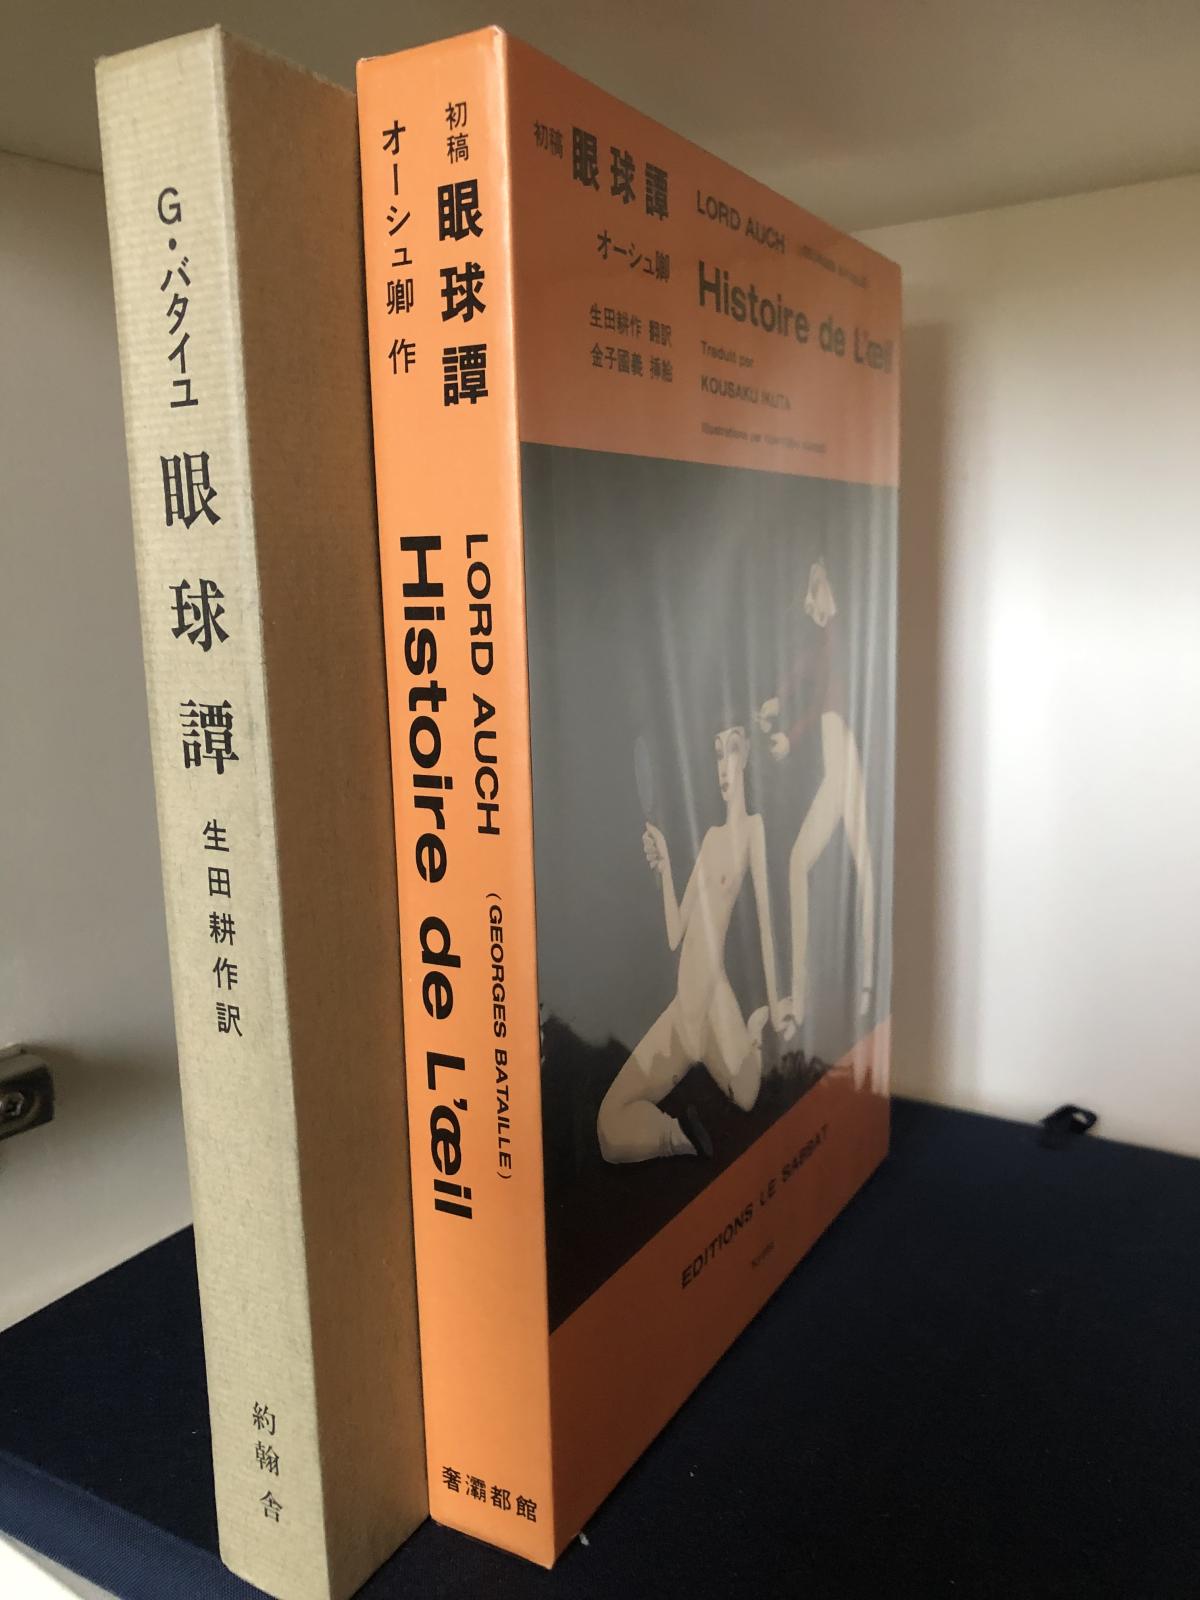 G・バタイユ
眼球譚
生田耕作訳
約翰舎
初稿
眼球譚
オーシュ卿 作
LORD AUCH
(GEORGES BATAILLE)
Histoire de L'œil
奢灞都館
初稿 眼球譚
オーシュ卿
生田耕作 翻訳
金子國義 挿絵
LORD AUCH
Histoire de L'œil
Traduit par
KOUSAKU IKUTA
Illustrations par
EDITIONS LE SABBAT